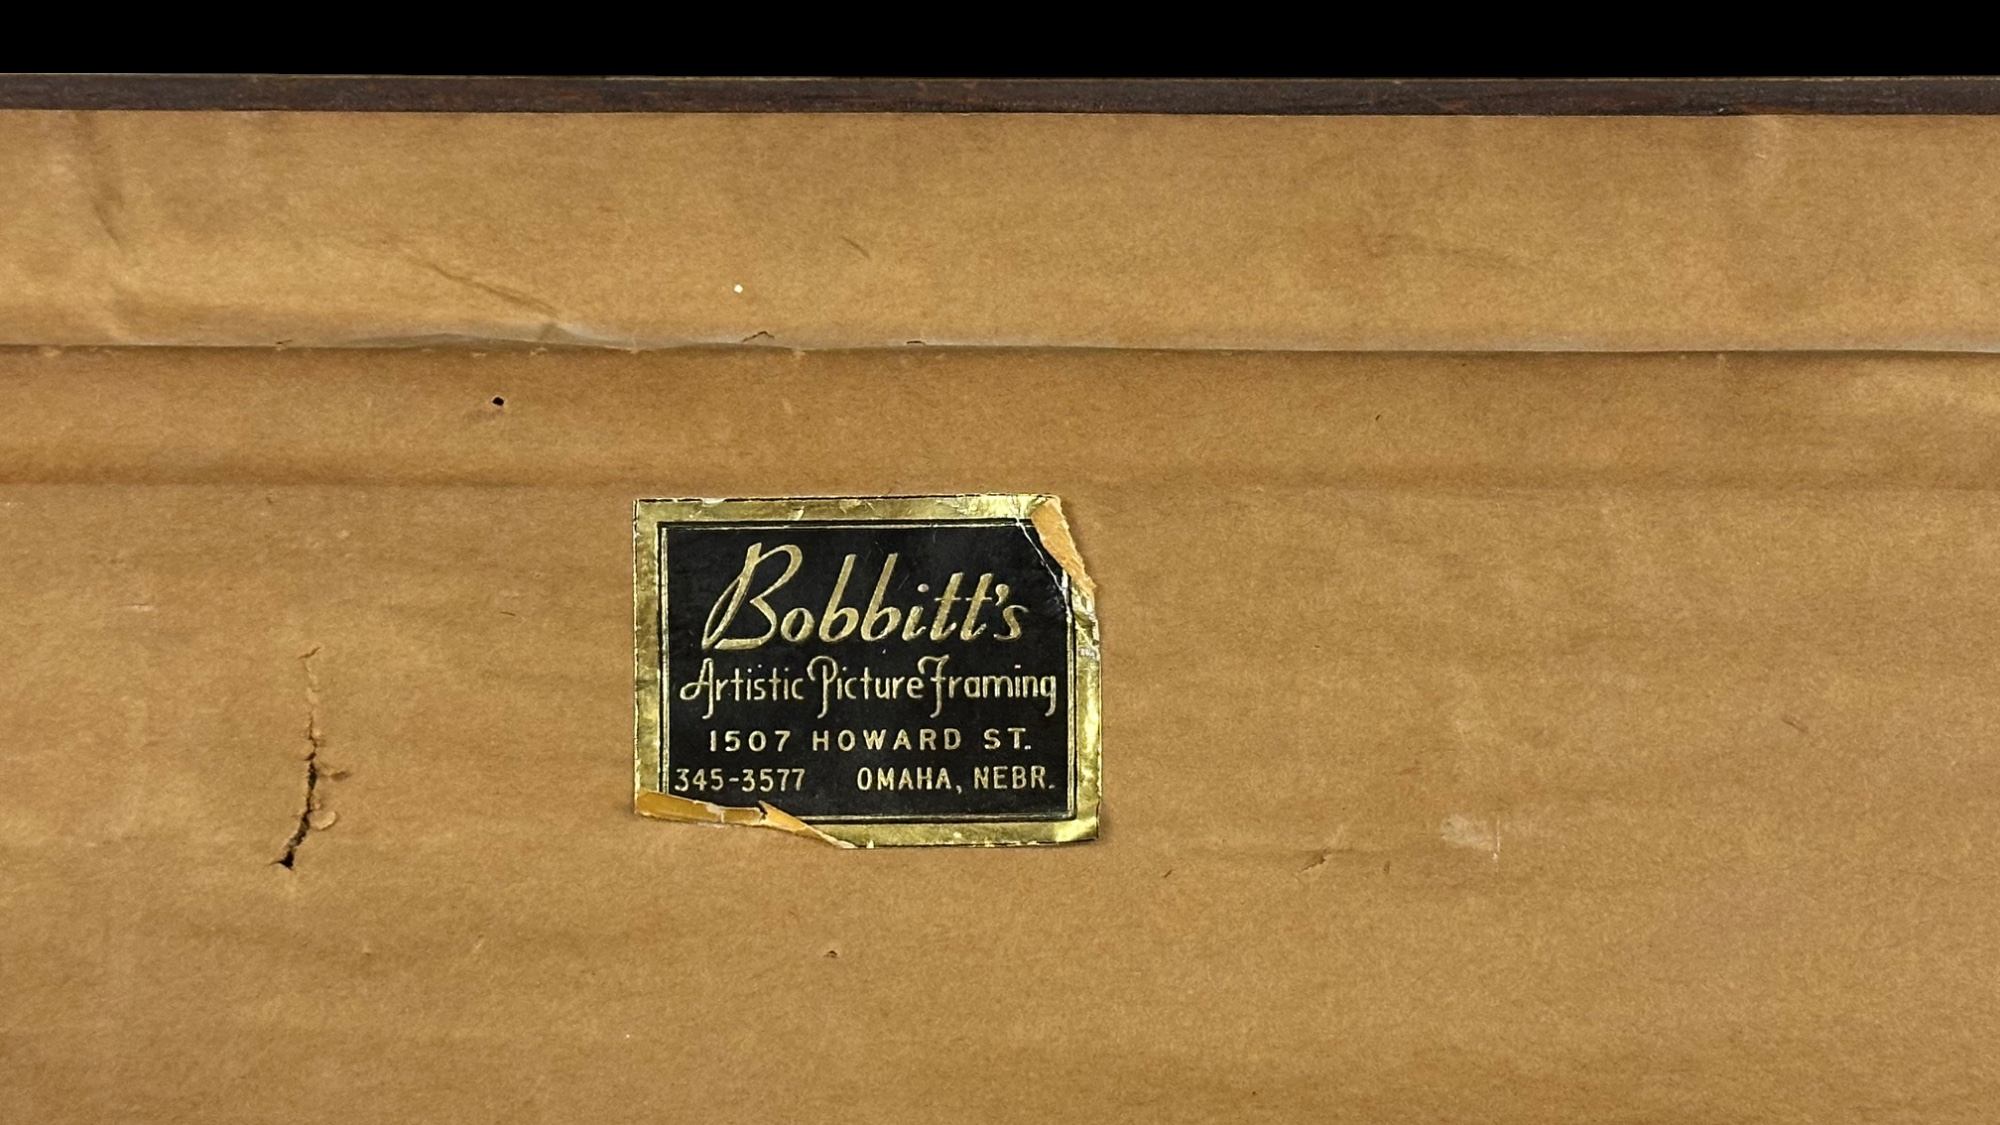 Bobbitt's
Artistic Picture Framing
1507 HOWARD ST.
345-3577 OMAHA, NEBR.